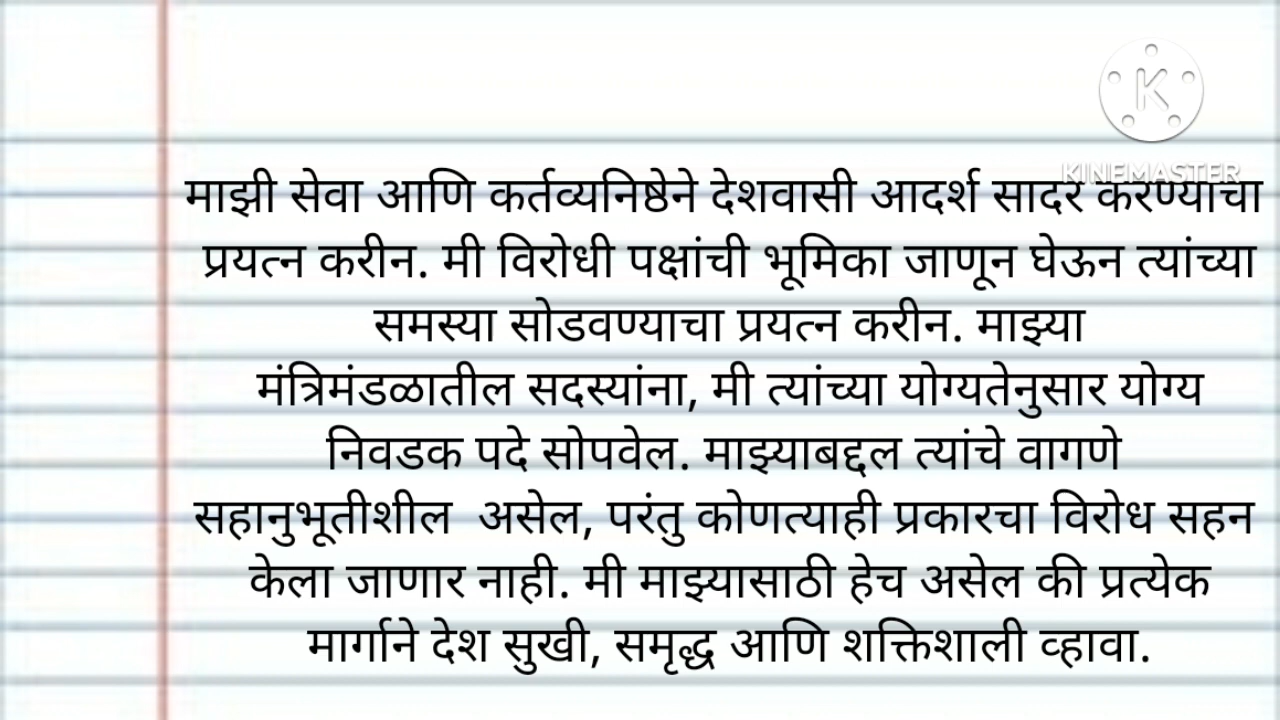 KINEMASTER
माझी सेवा आणि कर्तव्यनिष्ठेने देशवासी आदर्श सादर करण्याचा
प्रयत्न करीन. मी विरोधी पक्षांची भूमिका जाणून घेऊन त्यांच्या
समस्या सोडवण्याचा प्रयत्न करीन. माझ्या
मंत्रिमंडळातील सदस्यांना, मी त्यांच्या योग्यतेनुसार योग्य
निवडक पदे सोपवेल. माझ्याबद्दल त्यांचे वागणे
सहानुभूतीशील  असेल, परंतु कोणत्याही प्रकारचा विरोध सहन
केला जाणार नाही. मी माझ्यासाठी हेच असेल की प्रत्येक
मार्गाने देश सुखी, समृद्ध आणि शक्तिशाली व्हावा.